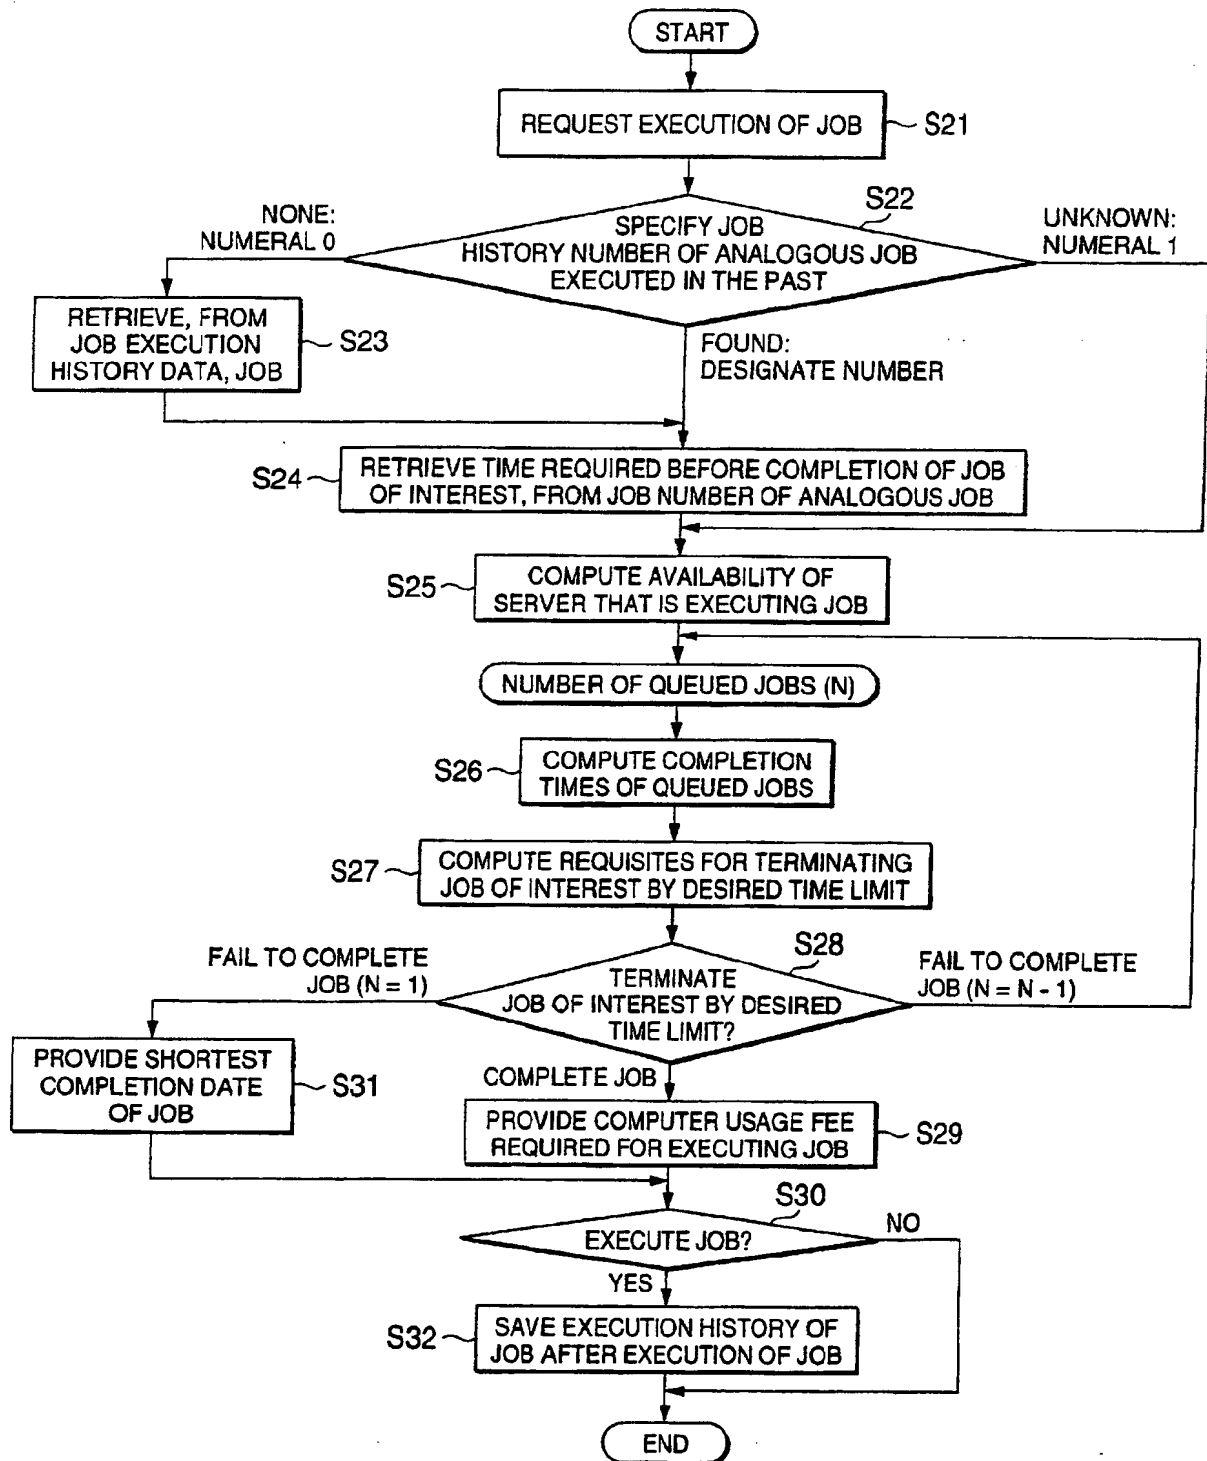 START
REQUEST EXECUTION OF JOB
S21
S22
NONE:
NUMERAL 0
SPECIFY JOB
HISTORY NUMBER OF ANALOGOUS JOB
EXECUTED IN THE PAST
UNKNOWN:
NUMERAL 1
RETRIEVE, FROM
JOB EXECUTION
HISTORY DATA, JOB
S23
FOUND:
DESIGNATE NUMBER
S24
RETRIEVE TIME REQUIRED BEFORE COMPLETION OF JOB
OF INTEREST, FROM JOB NUMBER OF ANALOGOUS JOB
S25
COMPUTE AVAILABILITY OF
SERVER THAT IS EXECUTING JOB
NUMBER OF QUEUED JOBS (N)
S26
COMPUTE COMPLETION
TIMES OF QUEUED JOBS
S27
COMPUTE REQUISITES FOR TERMINATING
JOB OF INTEREST BY DESIRED TIME LIMIT
S28
FAIL TO COMPLETE
JOB (N = 1)
TERMINATE
JOB OF INTEREST BY DESIRED
TIME LIMIT?
FAIL TO COMPLETE
JOB (N = N - 1)
PROVIDE SHORTEST
COMPLETION DATE
OF JOB
S31
COMPLETE JOB
PROVIDE COMPUTER USAGE FEE
REQUIRED FOR EXECUTING JOB
S29
S30
EXECUTE JOB?
NO
YES
S32
SAVE EXECUTION HISTORY OF
JOB AFTER EXECUTION OF JOB
END